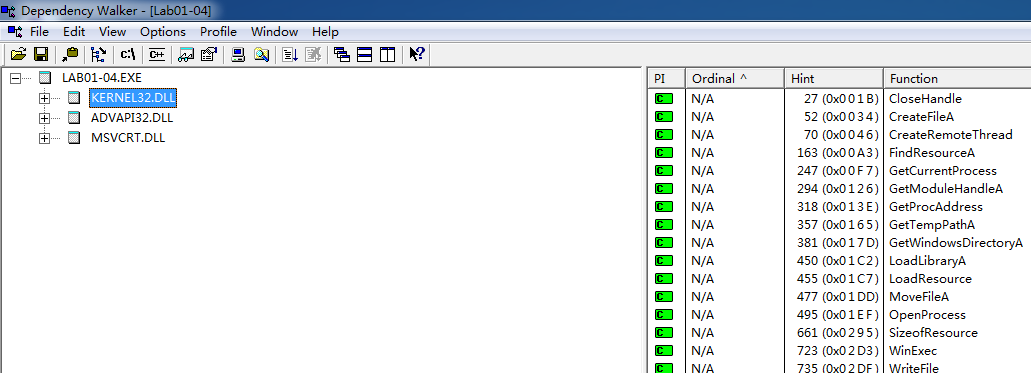 Dependency Walker - [Lab01-04]
File Edit View Options Profile Window Help
c:\ C++
LAB01-04.EXE
KERNEL32.DLL
ADVAPI32.DLL
MSVCRT.DLL
PI Ordinal ^ Hint Function
C N/A 27 (0x001B) CloseHandle
C N/A 52 (0x0034) CreateFileA
C N/A 70 (0x0046) CreateRemoteThread
C N/A 163 (0x00A3) FindResourceA
C N/A 247 (0x00F7) GetCurrentProcess
C N/A 294 (0x0126) GetModuleHandleA
C N/A 318 (0x013E) GetProcAddress
C N/A 357 (0x0165) GetTempPathA
C N/A 381 (0x017D) GetWindowsDirectoryA
C N/A 450 (0x01C2) LoadLibraryA
C N/A 455 (0x01C7) LoadResource
C N/A 477 (0x01DD) MoveFileA
C N/A 495 (0x01EF) OpenProcess
C N/A 661 (0x0295) SizeofResource
C N/A 723 (0x02D3) WinExec
C N/A 735 (0x02DF) WriteFile